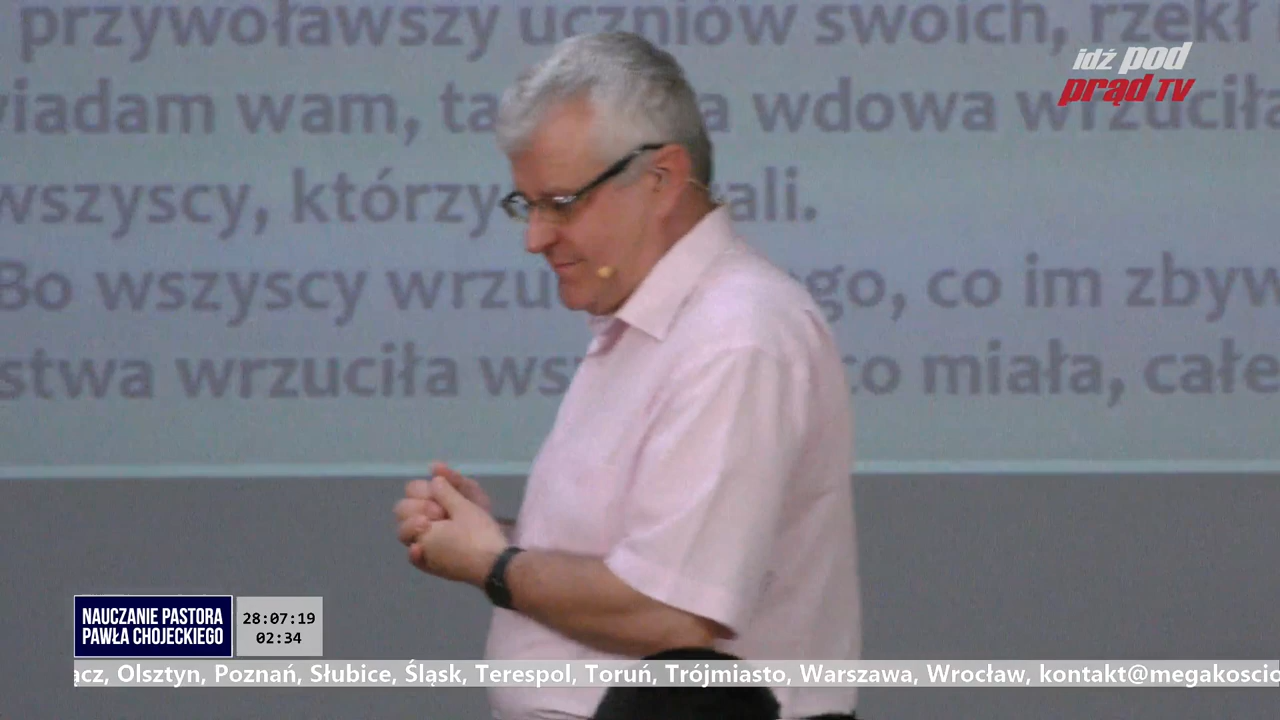 przywoławszy uczniów swoich, rzekł
wiadam wam, ta a wdowa wrzuciła
wszyscy, którzy ali.
Bo wszyscy wrzu go, co im zbyw
stwa wrzuciła ws to miała, całe
idź pod
prąd TV
NAUCZANIE PASTORA
PAWŁA CHOJECKIEGO
28:07:19
02:34
acz, Olsztyn, Poznań, Słubice, Śląsk, Terespol, Toruń, Trójmiasto, Warszawa, Wrocław, kontakt@megakoscio